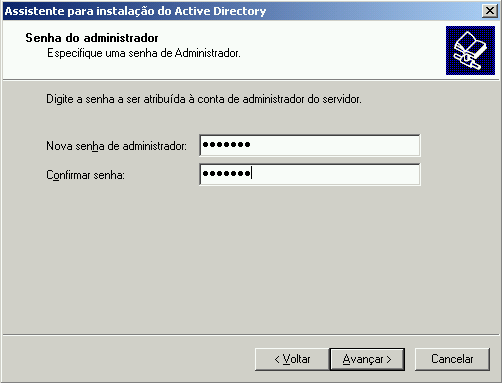 Assistente para instalação do Active Directory
Senha do administrador
Especifique uma senha de Administrador.
Digite a senha a ser atribuída à conta de administrador do servidor.
Nova senha de administrador: •••••••
Confirmar senha: •••••••
< Voltar Avançar > Cancelar